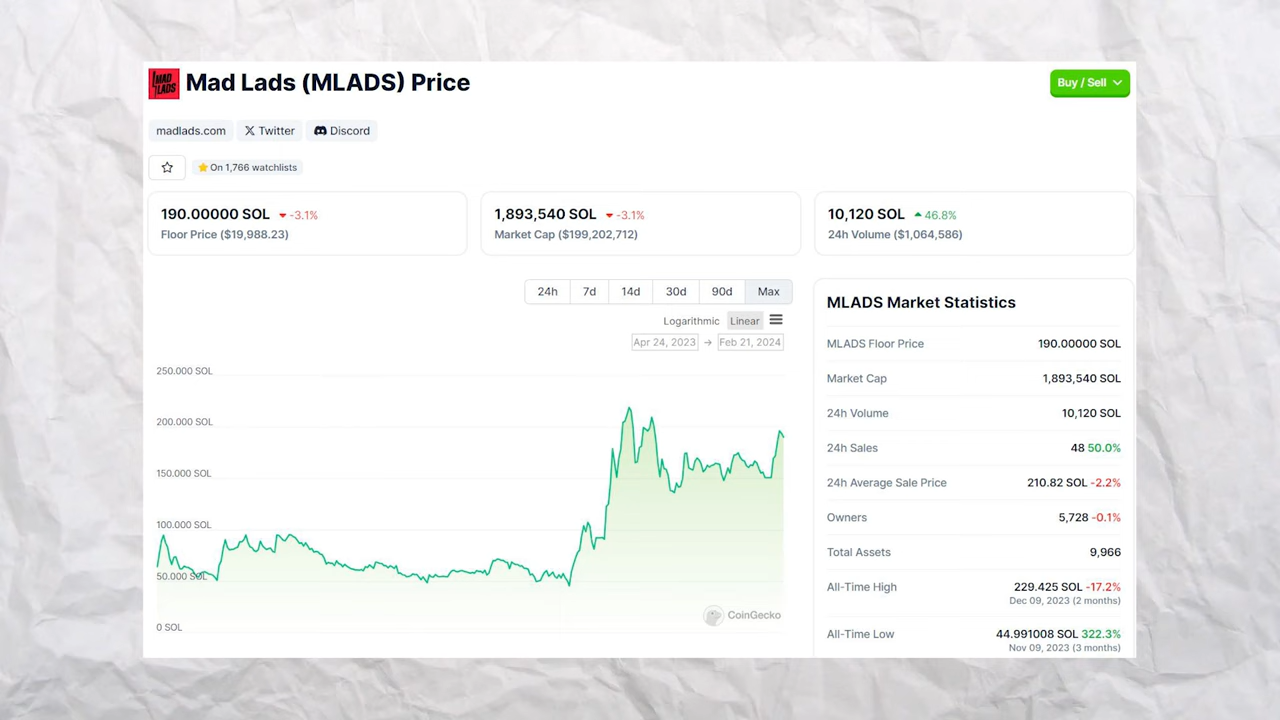 MAD LADS
Mad Lads (MLADS) Price
Buy / Sell
madlads.com
Twitter
Discord
On 1,766 watchlists
190.00000 SOL -3.1%
Floor Price ($19,988.23)
1,893,540 SOL -3.1%
Market Cap ($199,202,712)
10,120 SOL 46.8%
24h Volume ($1,064,586)
24h 7d 14d 30d 90d Max
Logarithmic Linear
Apr 24, 2023 → Feb 21, 2024
250.000 SOL
200.000 SOL
150.000 SOL
100.000 SOL
50.000 SOL
0 SOL
CoinGecko
MLADS Market Statistics
MLADS Floor Price 190.00000 SOL
Market Cap 1,893,540 SOL
24h Volume 10,120 SOL
24h Sales 48 50.0%
24h Average Sale Price 210.82 SOL -2.2%
Owners 5,728 -0.1%
Total Assets 9,966
All-Time High 229.425 SOL -17.2%
Dec 09, 2023 (2 months)
All-Time Low 44.991008 SOL 322.3%
Nov 09, 2023 (3 months)